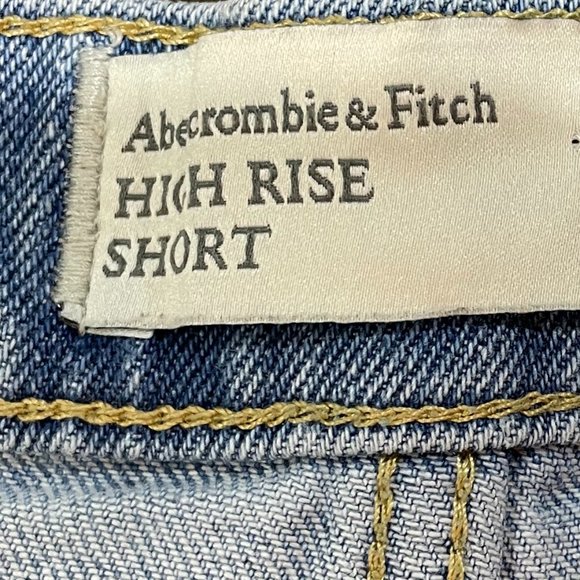 Abercrombie & Fitch
HIGH RISE
SHORT